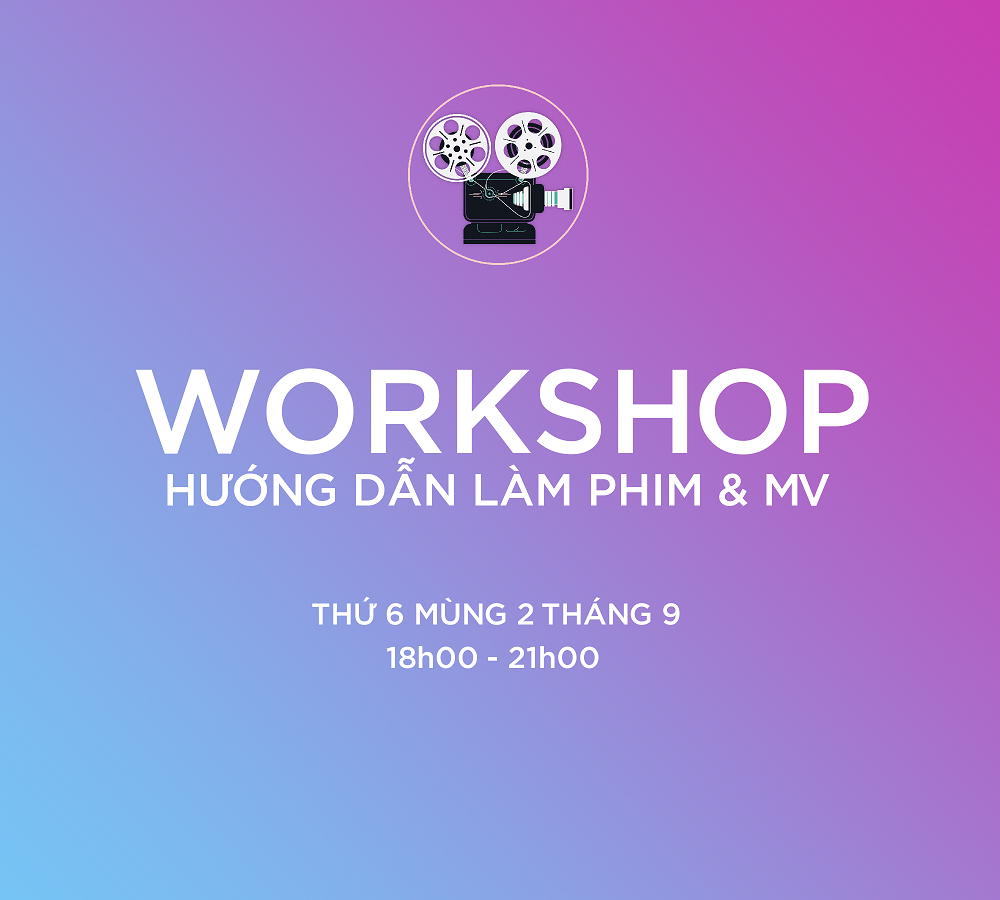 WORKSHOP
HƯỚNG DẪN LÀM PHIM & MV
THỨ 6 MÙNG 2 THÁNG 9
18h00 - 21h00